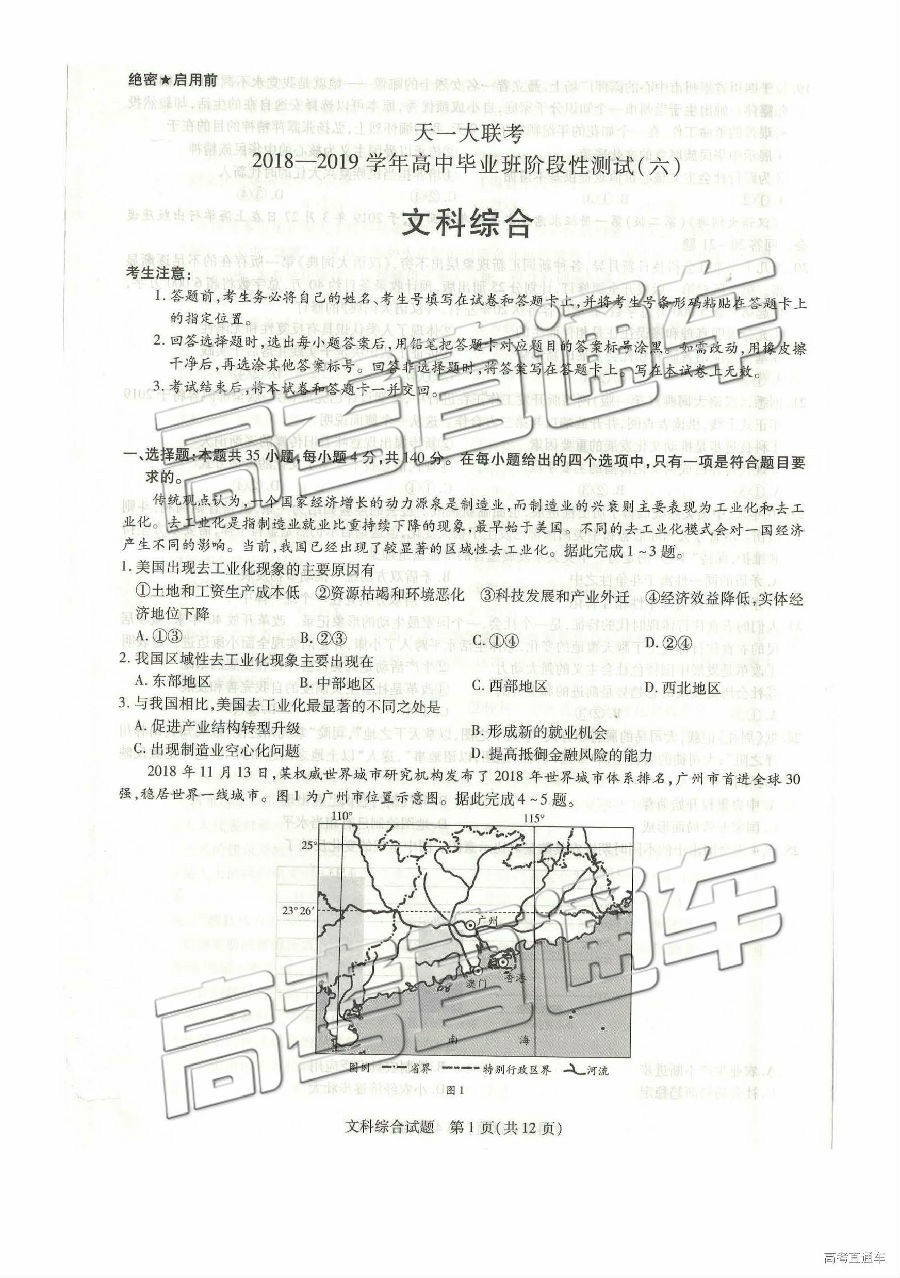 绝密★启用前
天一大联考
2018—2019 学年高中毕业班阶段性测试(六)
文科综合
考生注意:
1. 答题前,考生务必将自己的姓名、考生号填写在试卷和答题卡上,并将考生号条形码粘贴在答题卡上
的指定位置。
2. 回答选择题时,选出每小题答案后,用铅笔把答题卡对应题目的答案标号涂黑。如需改动,用橡皮擦
干净后,再选涂其他答案标号。回答非选择题时,将答案写在答题卡上。写在本试卷上无效。
3. 考试结束后,将本试卷和答题卡一并交回。
一、选择题:本题共 35 小题,每小题 4 分,共 140 分。在每小题给出的四个选项中,只有一项是符合题目要
求的。
传统观点认为,一个国家经济增长的动力源泉是制造业,而制造业的兴衰则主要表现为工业化和去工
业化。去工业化是指制造业就业比重持续下降的现象,最早始于美国。不同的去工业化模式会对一国经济
产生不同的影响。当前,我国已经出现了较显著的区域性去工业化。据此完成 1~3 题。
1. 美国出现去工业化现象的主要原因有
①土地和工资生产成本低 ②资源枯竭和环境恶化 ③科技发展和产业外迁 ④经济效益降低,实体经
济地位下降
A. ①③ B. ②③ C. ①④ D. ②④
2. 我国区域性去工业化现象主要出现在
A. 东部地区 B. 中部地区 C. 西部地区 D. 西北地区
3. 与我国相比,美国去工业化最显著的不同之处是
A. 促进产业结构转型升级 B. 形成新的就业机会
C. 出现制造业空心化问题 D. 提高抵御金融风险的能力
2018 年 11 月 13 日,某权威世界城市研究机构发布了 2018 年世界城市体系排名,广州市首进全球 30
强,稳居世界一线城市。图 1 为广州市位置示意图。据此完成 4~5 题。
110° 115°
25°
23°26′
广州
澳门 香港
南 海
图例 省界 特别行政区界 河流
图 1
文科综合试题 第 1 页(共 12 页)
高考直通车
高考直通车
高考直通车